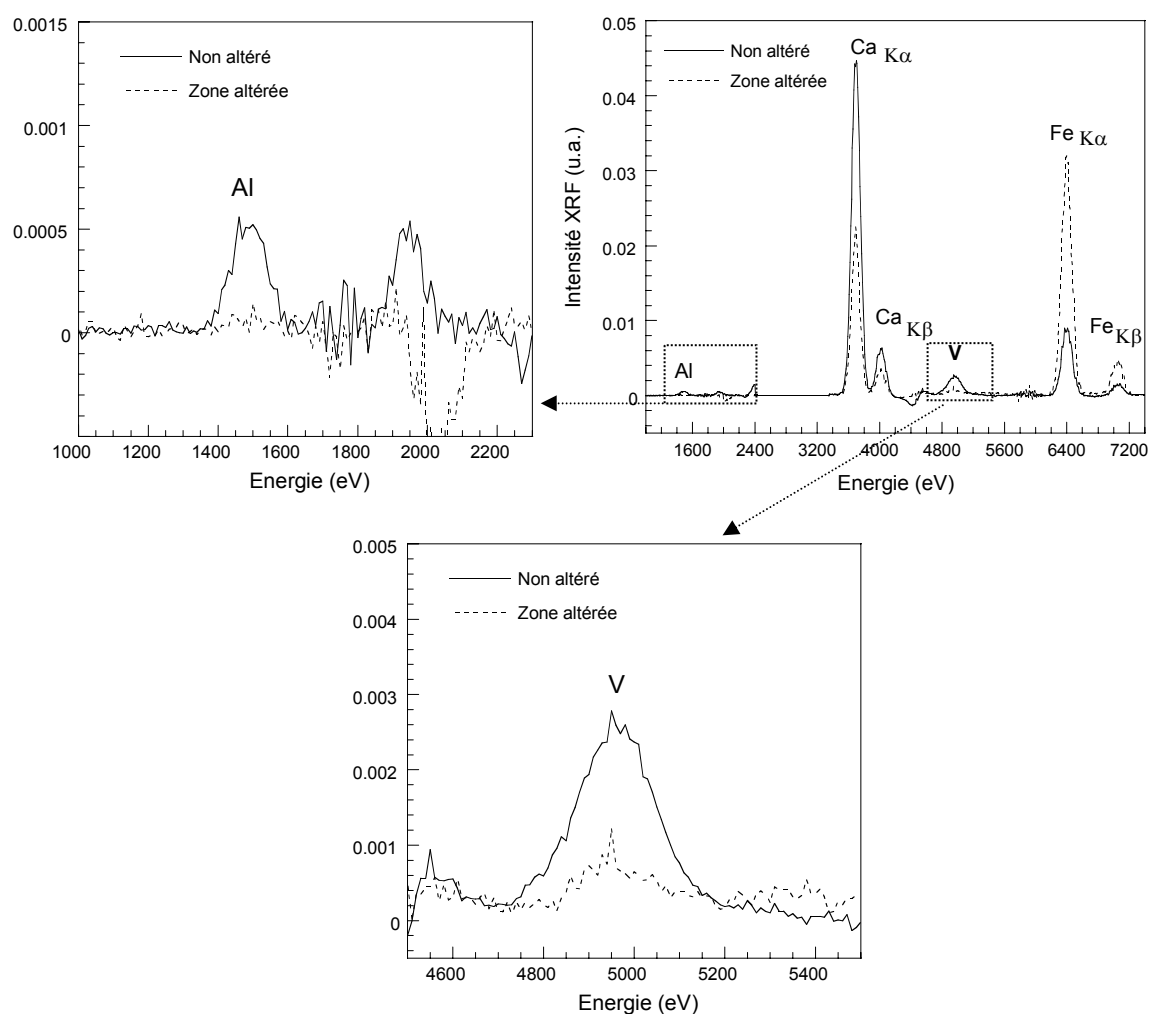 0.0015
0.001
0.0005
0
Non altéré
Zone altérée
Al
1000 1200 1400 1600 1800 2000 2200
Energie (eV)
0.05
0.04
0.03
0.02
0.01
0
Intensité XRF (u.a.)
Non altéré
Zone altérée
Ca Kα
Fe Kα
Ca Kβ
V
Fe Kβ
Al
1600 2400 3200 4000 4800 5600 6400 7200
Energie (eV)
0.005
0.004
0.003
0.002
0.001
0
Non altéré
Zone altérée
V
4600 4800 5000 5200 5400
Energie (eV)